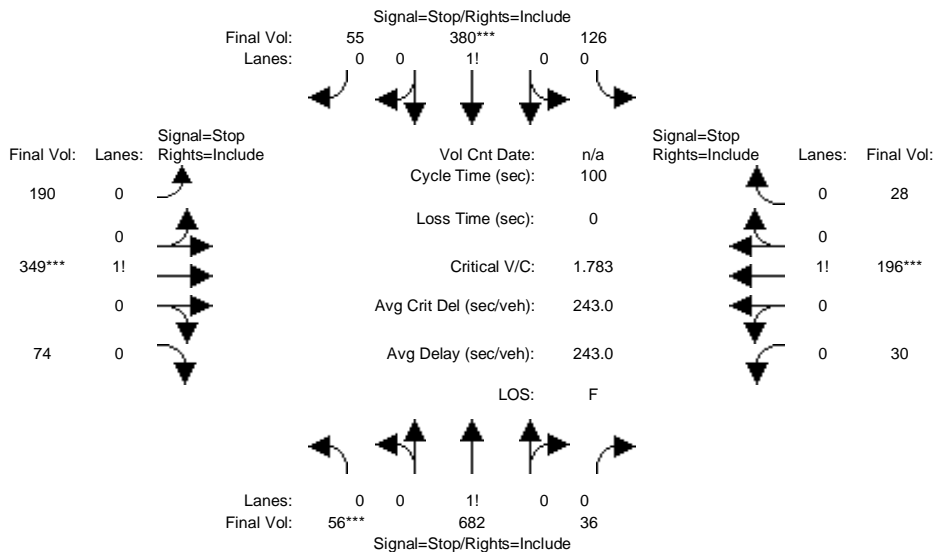 Signal=Stop/Rights=Include
Final Vol: 55 380*** 126
Lanes: 0 0 1! 0 0
Signal=Stop
Final Vol: Lanes: Rights=Include
Vol Cnt Date: n/a
Signal=Stop
Rights=Include Lanes: Final Vol:
Cycle Time (sec): 100
190 0
0 28
Loss Time (sec): 0
0
0
349*** 1!
Critical V/C: 1.783
1! 196***
0
Avg Crit Del (sec/veh): 243.0
0
74 0
Avg Delay (sec/veh): 243.0
0 30
LOS: F
Lanes: 0 0 1! 0 0
Final Vol: 56*** 682 36
Signal=Stop/Rights=Include